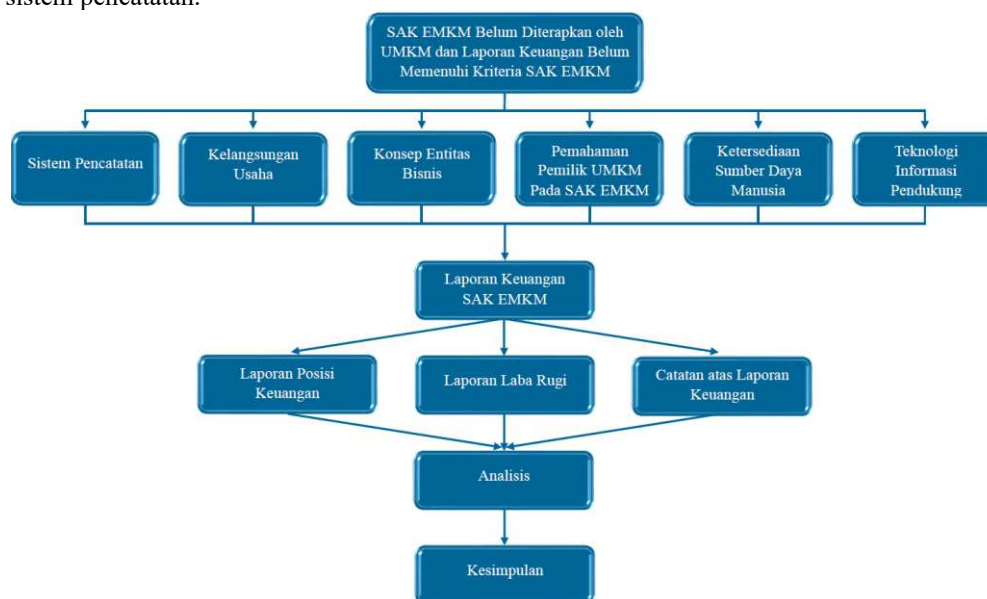 sistem pencatatan.
SAK EMKM Belum Diterapkan oleh
UMKM dan Laporan Keuangan Belum
Memenuhi Kriteria SAK EMKM
Sistem Pencatatan
Kelangsungan
Usaha
Konsep Entitas
Bisnis
Pemahaman
Pemilik UMKM
Pada SAK EMKM
Ketersediaan
Sumber Daya
Manusia
Teknologi
Informasi
Pendukung
Laporan Keuangan
SAK EMKM
Laporan Posisi
Keuangan
Laporan Laba Rugi
Catatan atas Laporan
Keuangan
Analisis
Kesimpulan